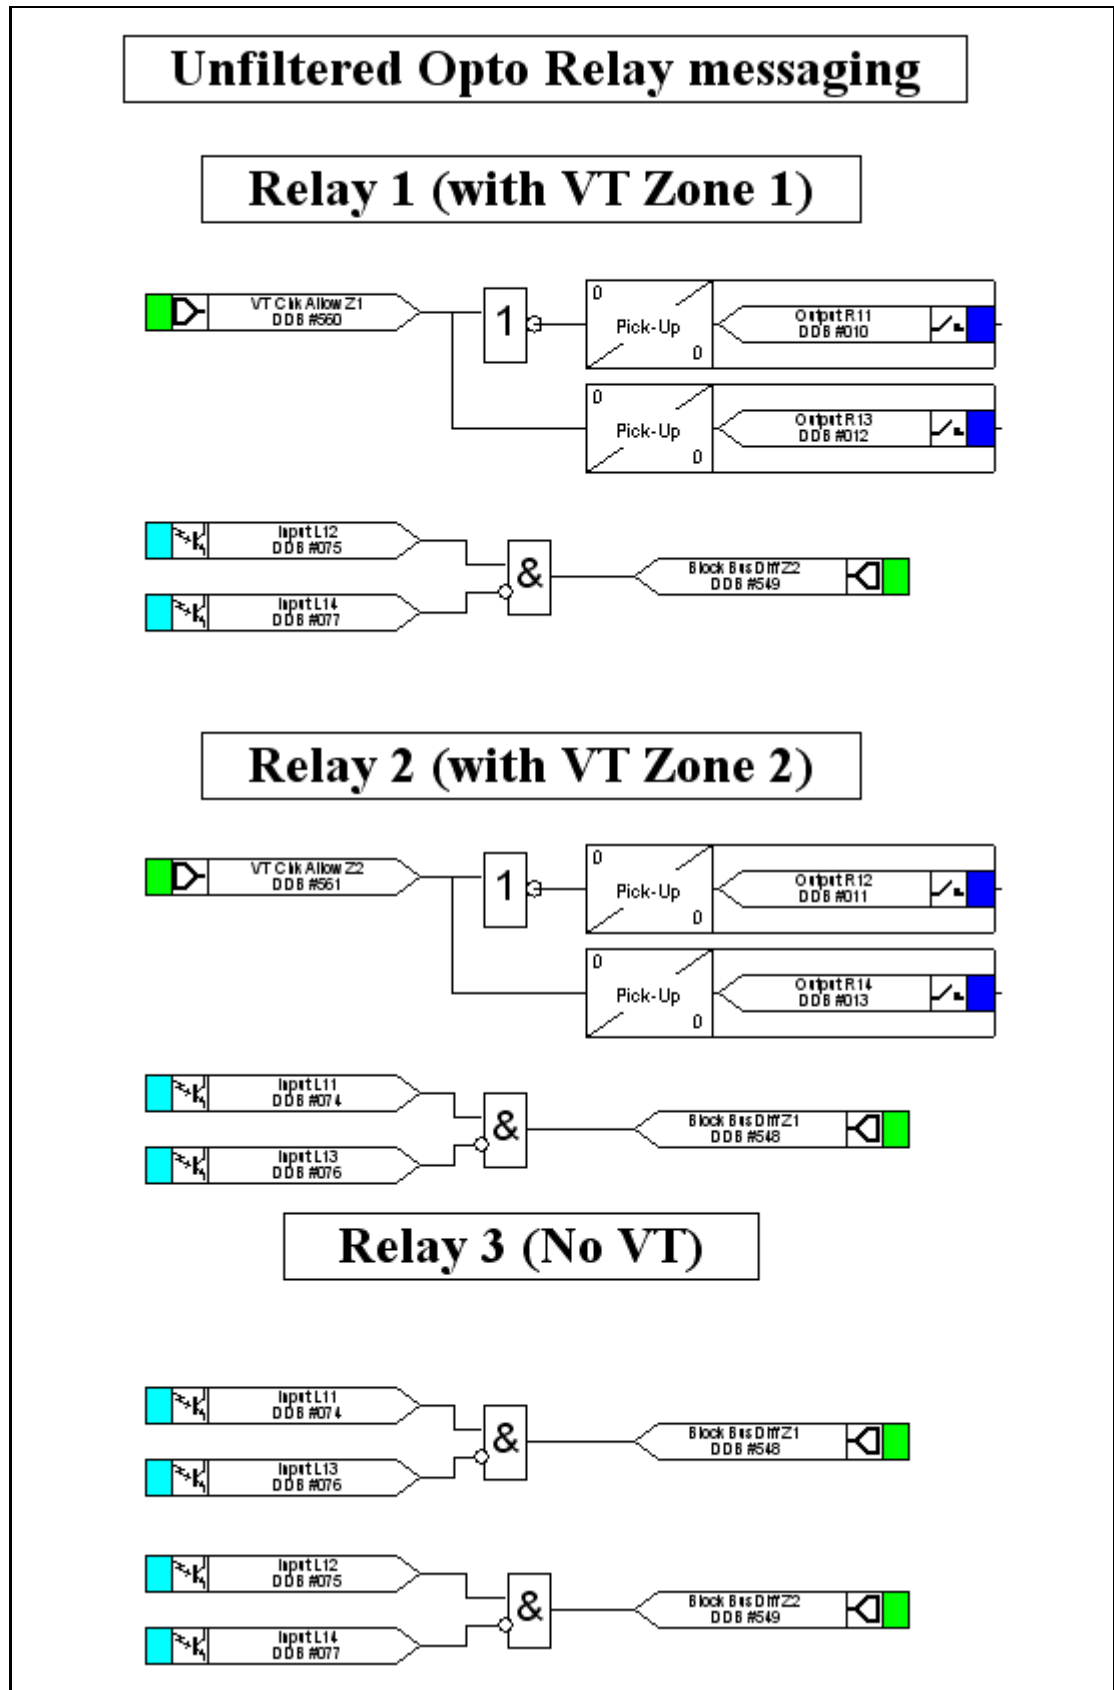 Unfiltered Opto Relay messaging
Relay 1 (with VT Zone 1)
VT Chk Allow Z1
DDB #560
1
0
Pick-Up
0
Output R11
DDB #010
0
Pick-Up
0
Output R13
DDB #012
Input L12
DDB #075
Input L14
DDB #077
&
Block Bus Diff Z2
DDB #549
Relay 2 (with VT Zone 2)
VT Chk Allow Z2
DDB #561
1
0
Pick-Up
0
Output R12
DDB #011
0
Pick-Up
0
Output R14
DDB #013
Input L11
DDB #074
Input L13
DDB #076
&
Block Bus Diff Z1
DDB #548
Relay 3 (No VT)
Input L11
DDB #074
Input L13
DDB #076
&
Block Bus Diff Z1
DDB #548
Input L12
DDB #075
Input L14
DDB #077
&
Block Bus Diff Z2
DDB #549